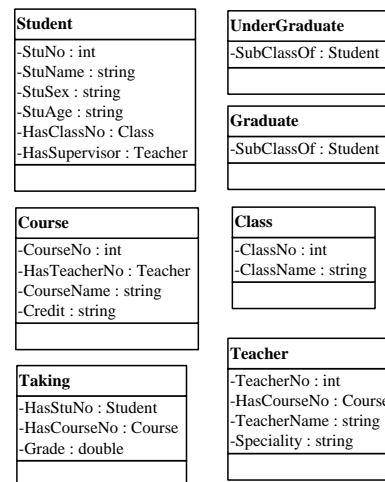 Student
-StuNo : int
-StuName : string
-StuSex : string
-StuAge : string
-HasClassNo : Class
-HasSupervisor : Teacher
UnderGraduate
-SubClassOf : Student
Graduate
-SubClassOf : Student
Course
-CourseNo : int
-HasTeacherNo : Teacher
-CourseName : string
-Credit : string
Class
-ClassNo : int
-ClassName : string
Taking
-HasStuNo : Student
-HasCourseNo : Course
-Grade : double
Teacher
-TeacherNo : int
-HasCourseNo : Course
-TeacherName : string
-Speciality : string